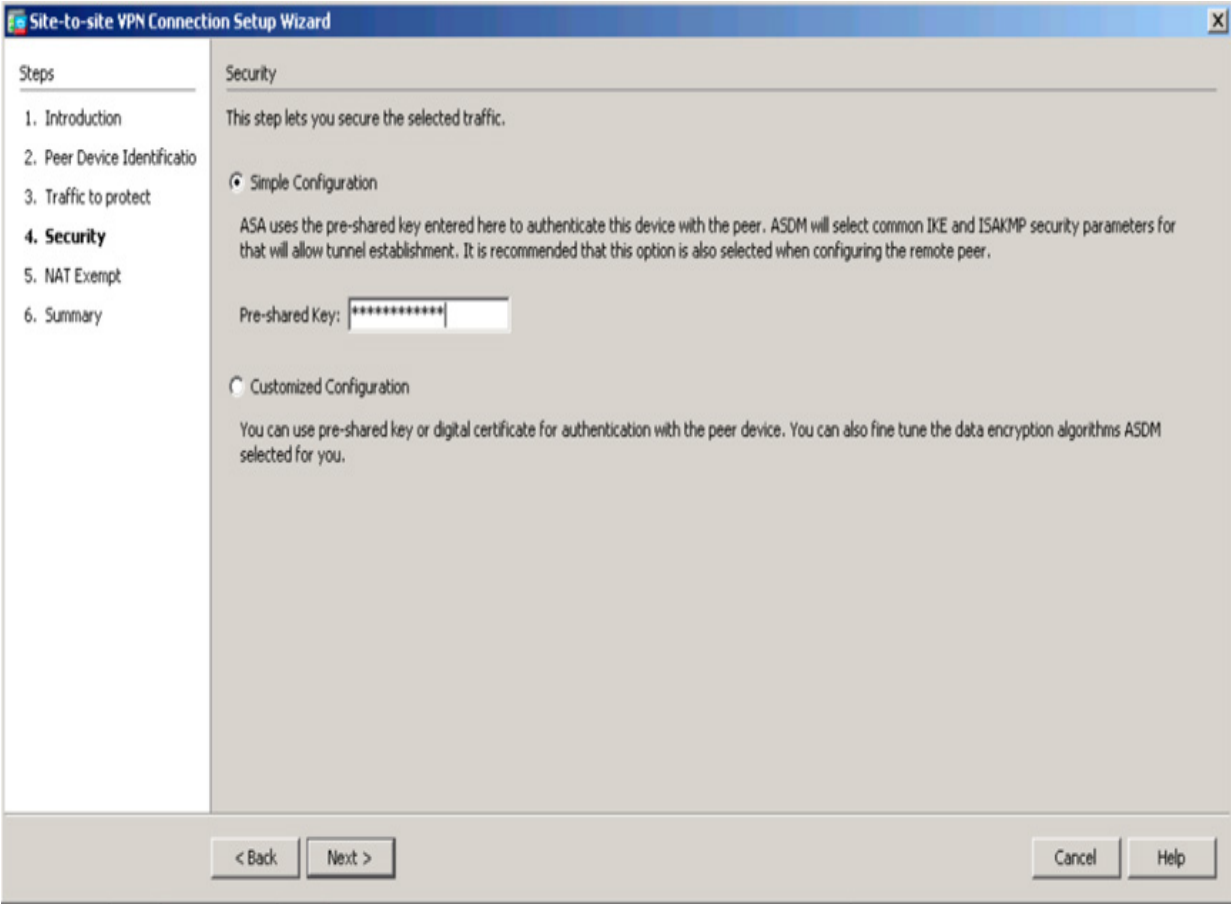 Site-to-site VPN Connection Setup Wizard
Steps
1. Introduction
2. Peer Device Identificatio
3. Traffic to protect
4. Security
5. NAT Exempt
6. Summary
Security
This step lets you secure the selected traffic.
Simple Configuration
ASA uses the pre-shared key entered here to authenticate this device with the peer. ASDM will select common IKE and ISAKMP security parameters for
that will allow tunnel establishment. It is recommended that this option is also selected when configuring the remote peer.
Pre-shared Key: ************
Customized Configuration
You can use pre-shared key or digital certificate for authentication with the peer device. You can also fine tune the data encryption algorithms ASDM
selected for you.
< Back
Next >
Cancel
Help